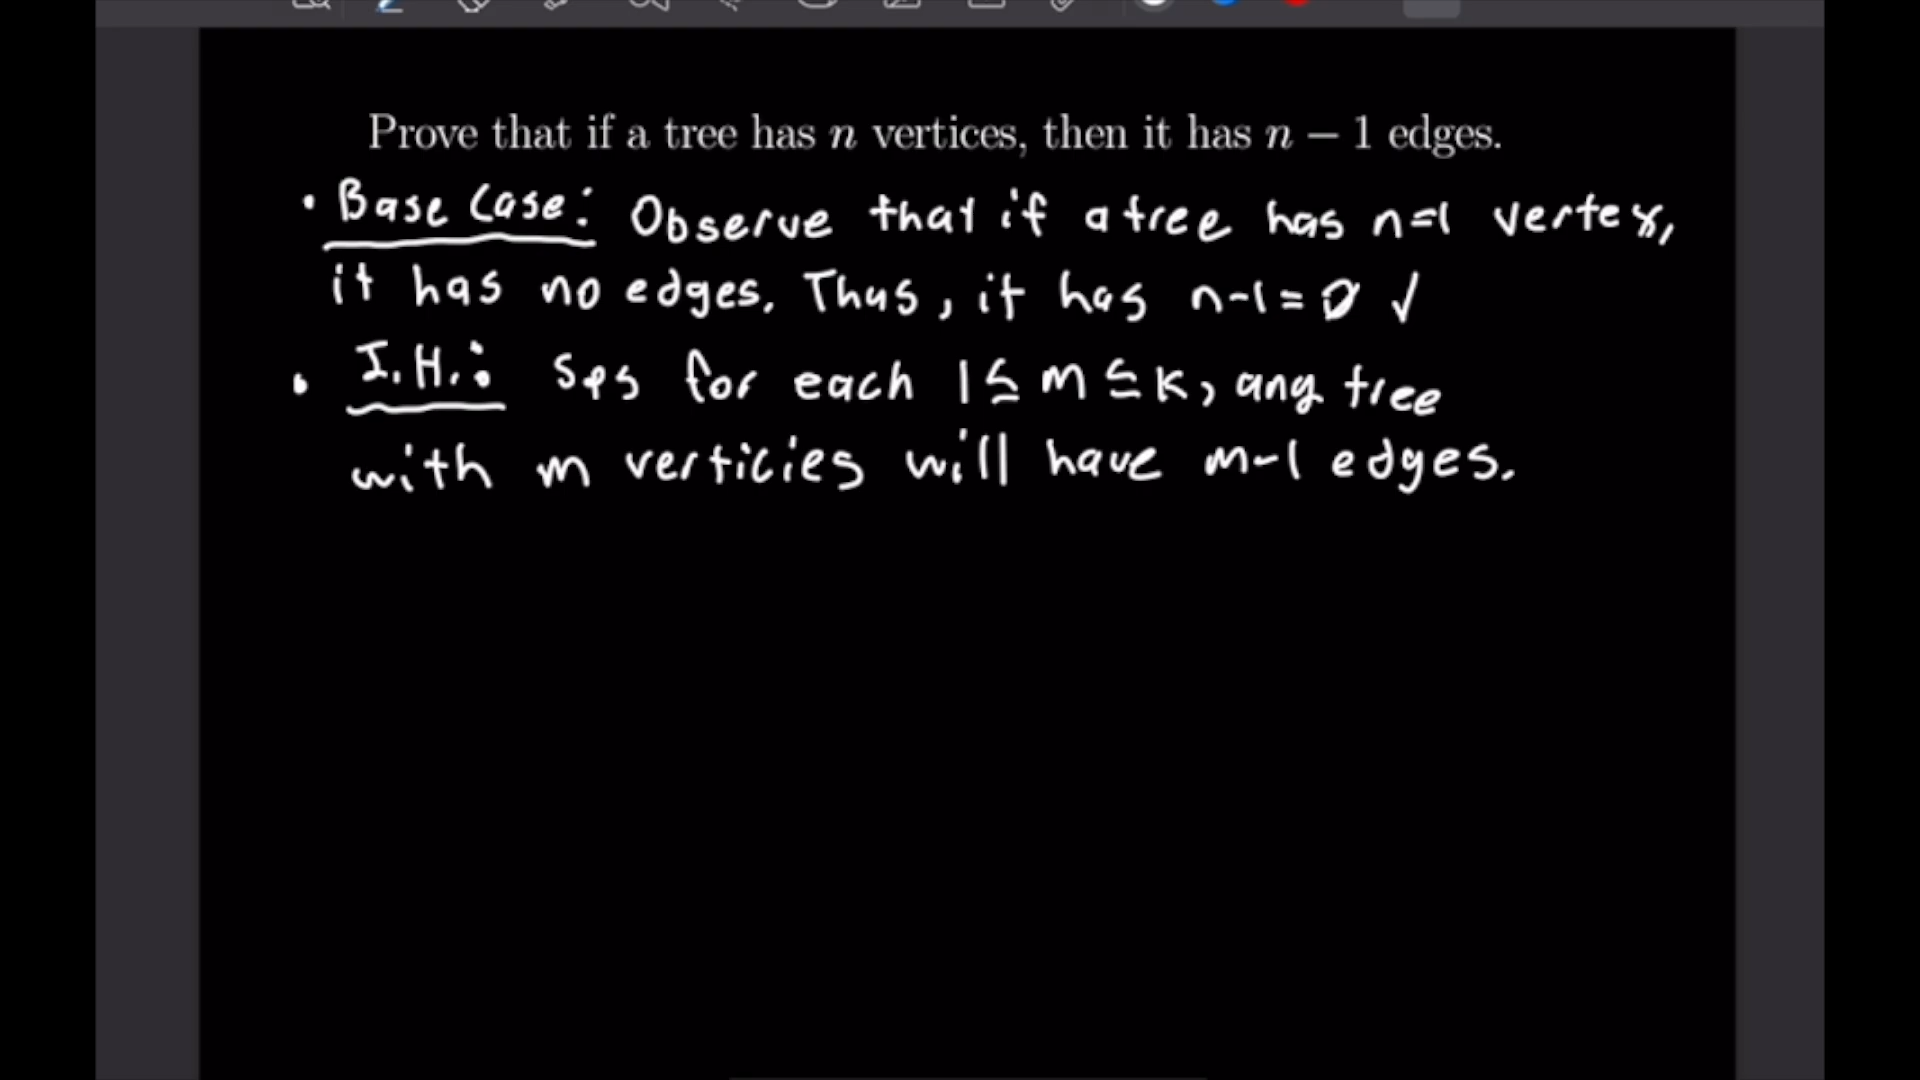 Prove that if a tree has n vertices, then it has n − 1 edges.
• Base Case: Observe that if a tree has n=1 vertex,
it has no edges. Thus, it has n-1=0 ✓
• I.H.: Sps for each 1≤m≤k, any tree
with m verticies will have m-1 edges.